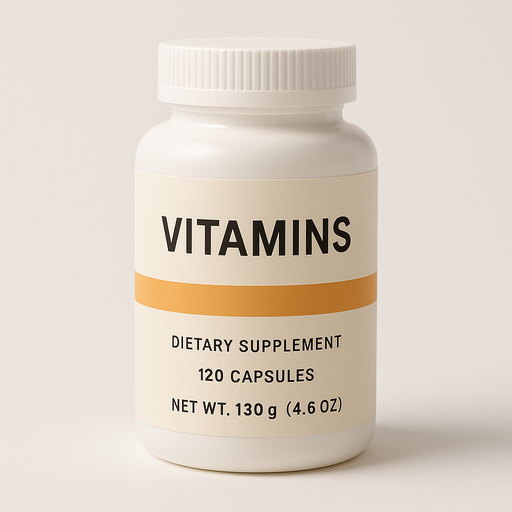 VITAMINS
DIETARY SUPPLEMENT
120 CAPSULES
NET WT. 130 g (4.6 OZ)